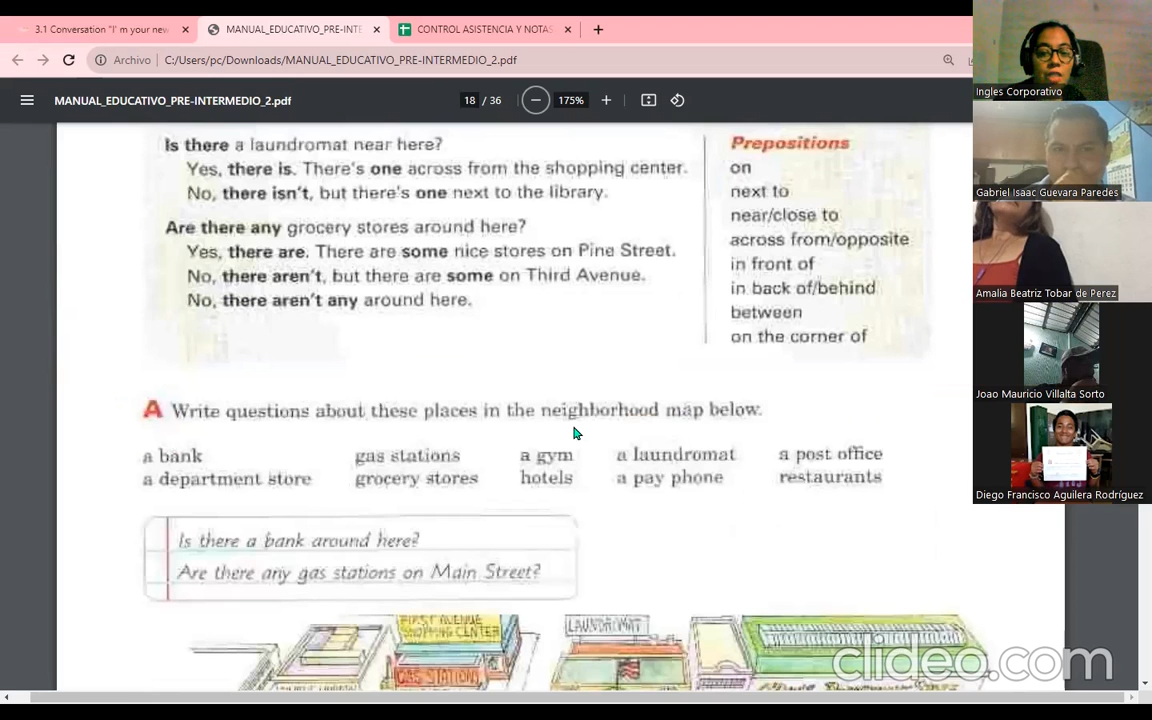 3.1 Conversation "I' m your new
MANUAL_EDUCATIVO_PRE-INTE
CONTROL ASISTENCIA Y NOTAS
Archivo C:/Users/pc/Downloads/MANUAL_EDUCATIVO_PRE-INTERMEDIO_2.pdf
MANUAL_EDUCATIVO_PRE-INTERMEDIO_2.pdf
18 / 36
175%
Is there a laundromat near here?
Yes, there is. There's one across from the shopping center.
No, there isn't, but there's one next to the library.
Are there any grocery stores around here?
Yes, there are. There are some nice stores on Pine Street.
No, there aren't, but there are some on Third Avenue.
No, there aren't any around here.
Prepositions
on
next to
near/close to
across from/opposite
in front of
in back of/behind
between
on the corner of
A Write questions about these places in the neighborhood map below.
a bank gas stations a gym a laundromat a post office
a department store grocery stores hotels a pay phone restaurants
Is there a bank around here?
Are there any gas stations on Main Street?
FIRST AVENUE
SHOPPING CENTER
GAS STATIONS
LAUNDROMAT
Ingles Corporativo
Gabriel Isaac Guevara Paredes
Amalia Beatriz Tobar de Perez
Joao Mauricio Villalta Sorto
Diego Francisco Aguilera Rodríguez
clideo.com